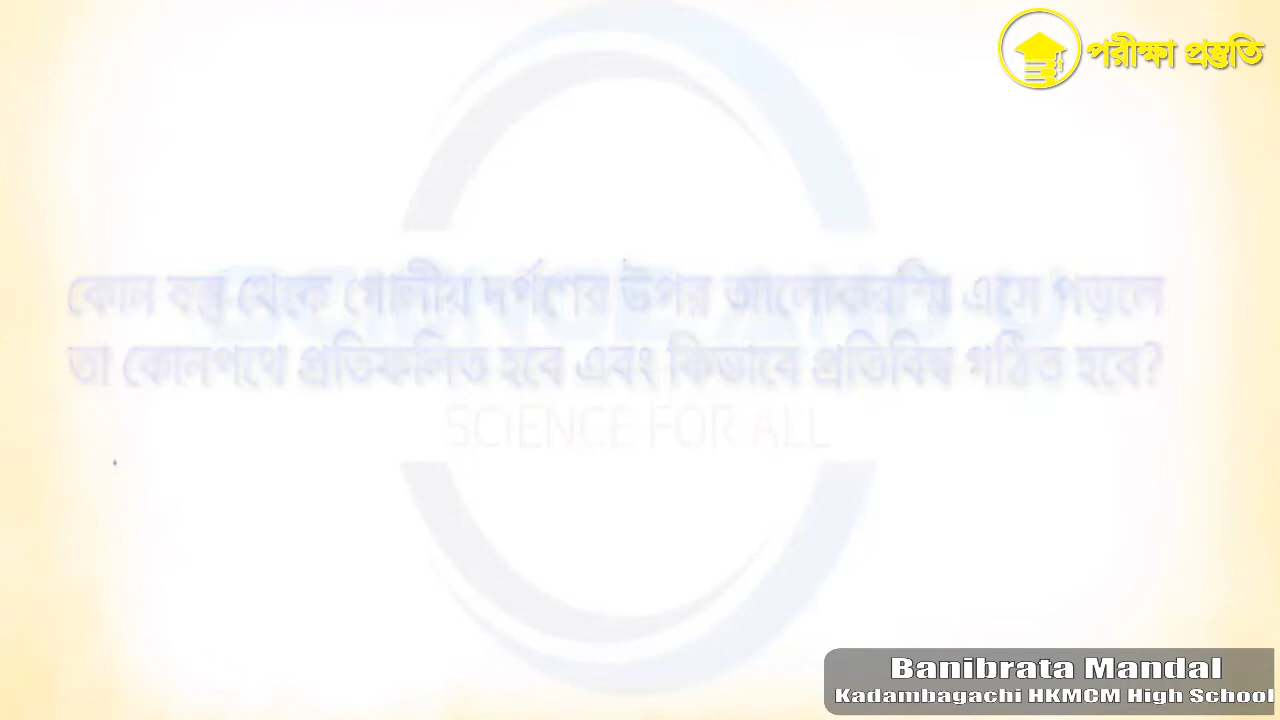 পরীক্ষা প্রস্তুতি
কোন বস্তু থেকে গোলীয় দর্পণের উপর আলোকরশ্মি এসে পড়লে
তা কোনপথে প্রতিফলিত হবে এবং কিভাবে প্রতিবিম্ব গঠিত হবে?
SCIENCE FOR ALL
Banibrata Mandal
Kadambagachi HKMCM High School